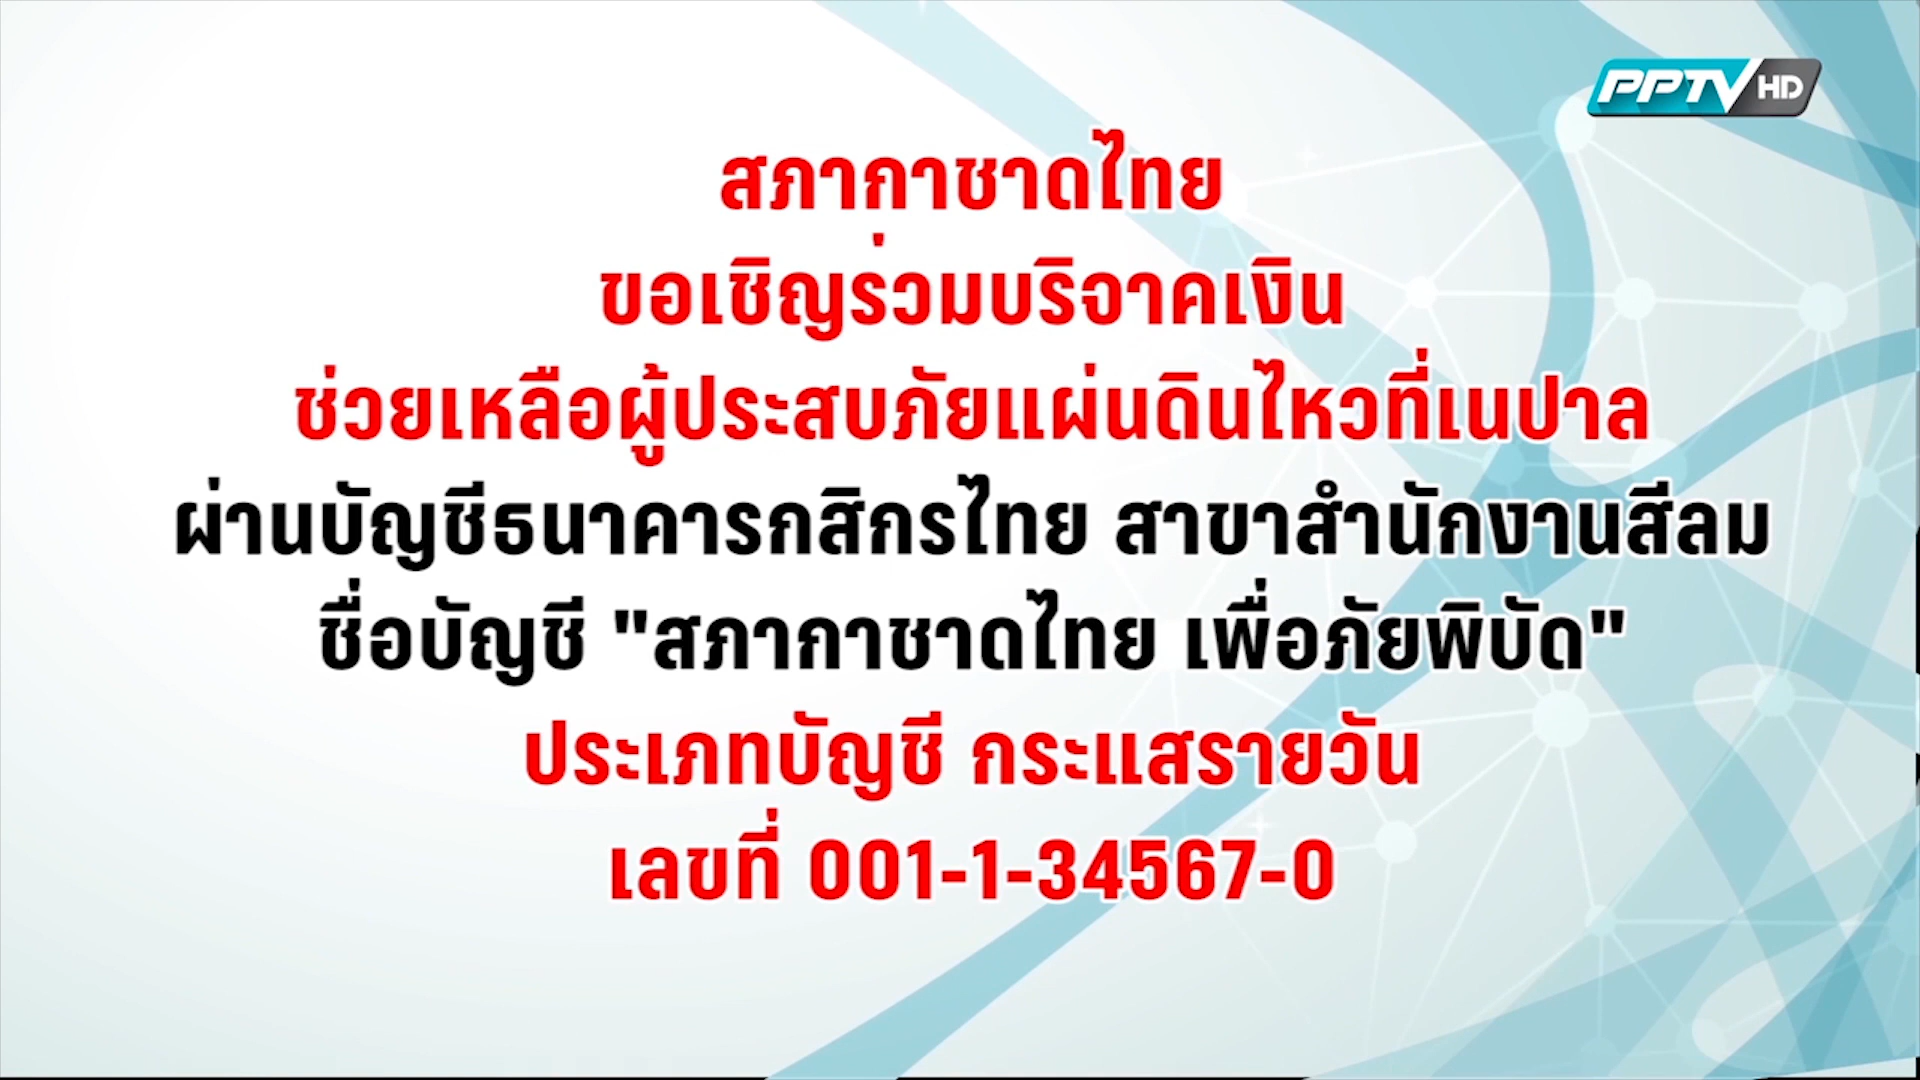 PPTV HD
สภากาชาดไทย
ขอเชิญร่วมบริจาคเงิน
ช่วยเหลือผู้ประสบภัยแผ่นดินไหวที่เนปาล
ผ่านบัญชีธนาคารกสิกรไทย สาขาสำนักงานสีลม
ชื่อบัญชี "สภากาชาดไทย เพื่อภัยพิบัด"
ประเภทบัญชี กระแสรายวัน
เลขที่ 001-1-34567-0